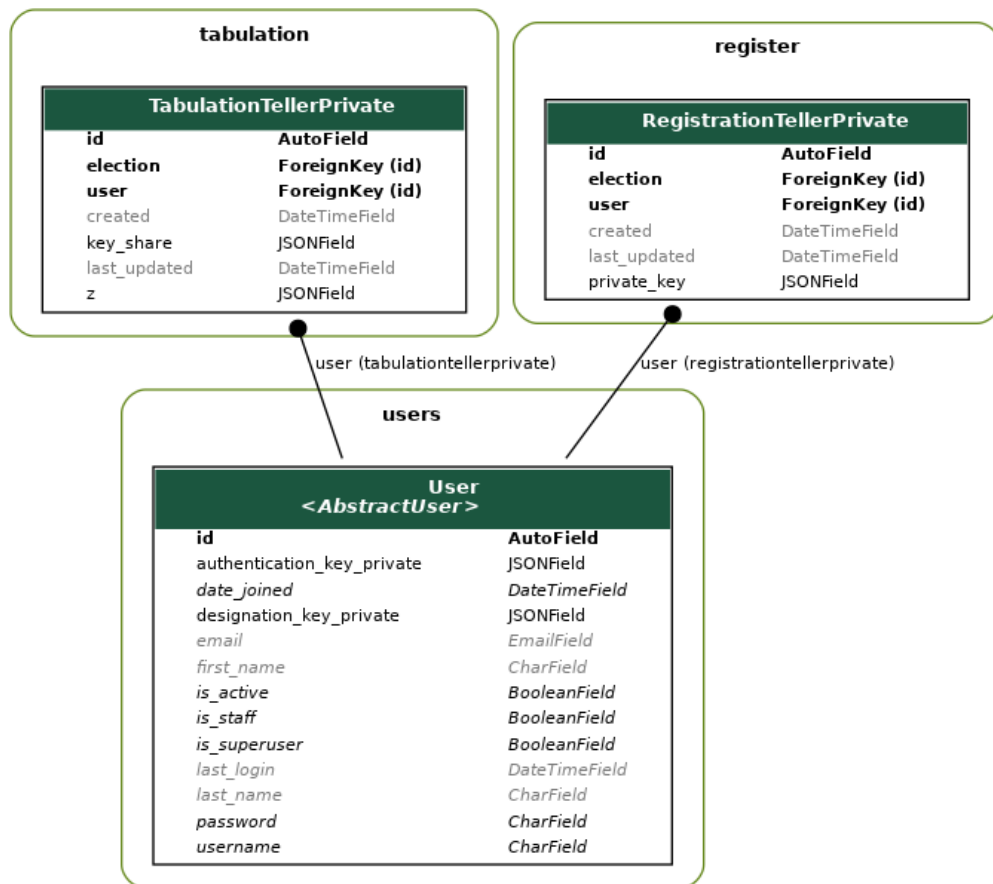 tabulation
TabulationTellerPrivate
id AutoField
election ForeignKey (id)
user ForeignKey (id)
created DateTimeField
key_share JSONField
last_updated DateTimeField
z JSONField
register
RegistrationTellerPrivate
id AutoField
election ForeignKey (id)
user ForeignKey (id)
created DateTimeField
last_updated DateTimeField
private_key JSONField
user (tabulationtellerprivate)
user (registrationtellerprivate)
users
User
<AbstractUser>
id AutoField
authentication_key_private JSONField
date_joined DateTimeField
designation_key_private JSONField
email EmailField
first_name CharField
is_active BooleanField
is_staff BooleanField
is_superuser BooleanField
last_login DateTimeField
last_name CharField
password CharField
username CharField